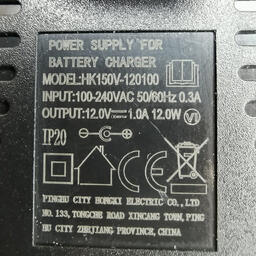 POWER SUPPLY FOR
BATTERY CHARGER
MODEL:HK150V-120100
INPUT:100-240VAC 50/60Hz 0.3A
OUTPUT:12.0V⎓1.0A 12.0W VI
IP20
CE
PINGHU CITY HONGKI ELECTRIC CO., LTD
NO.133, TONGCHE ROAD XINCANG TOWN, PING
HU CITY ZHEJIANG PROVINCE, CHINA